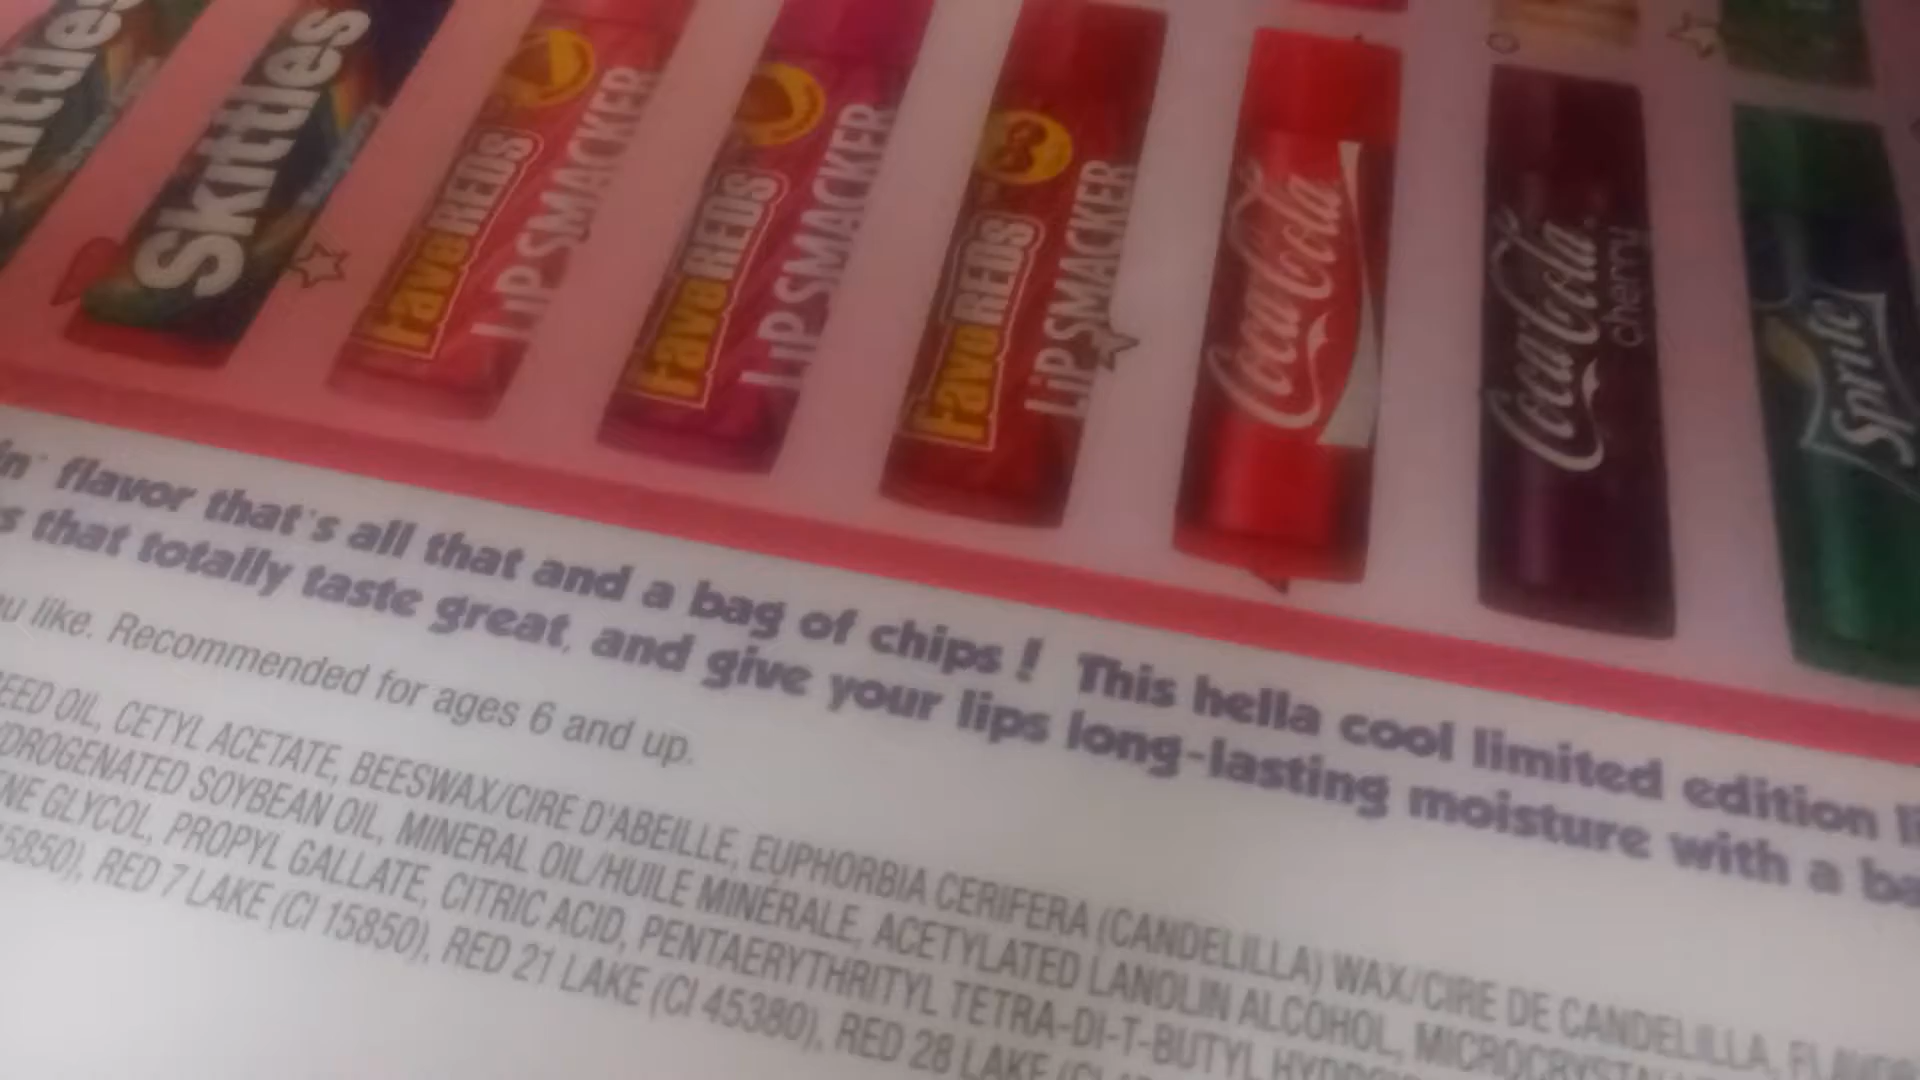 Skittles
Skittles
FaveREDS
LiP SMACKER
FaveREDS
LiP SMACKER
FaveREDS
LiP SMACKER
Coca-Cola
Coca-Cola
cherry
Sprite
flavor that's all that and a bag of chips! This hella cool limited edition
that totally taste great, and give your lips long-lasting moisture with a
like. Recommended for ages 6 and up.
OIL, CETYL ACETATE, BEESWAX/CIRE D'ABEILLE, EUPHORBIA CERIFERA (CANDELILLA) WAX/CIRE DE CANDELILLA,
HYDROGENATED SOYBEAN OIL, MINERAL OIL/HUILE MINÉRALE, ACETYLATED LANOLIN ALCOHOL,
GLYCOL, PROPYL GALLATE, CITRIC ACID, PENTAERYTHRITYL TETRA-DI-T-BUTYL
15850), RED 7 LAKE (CI 15850), RED 21 LAKE (CI 45380), RED 28 LAKE (CI